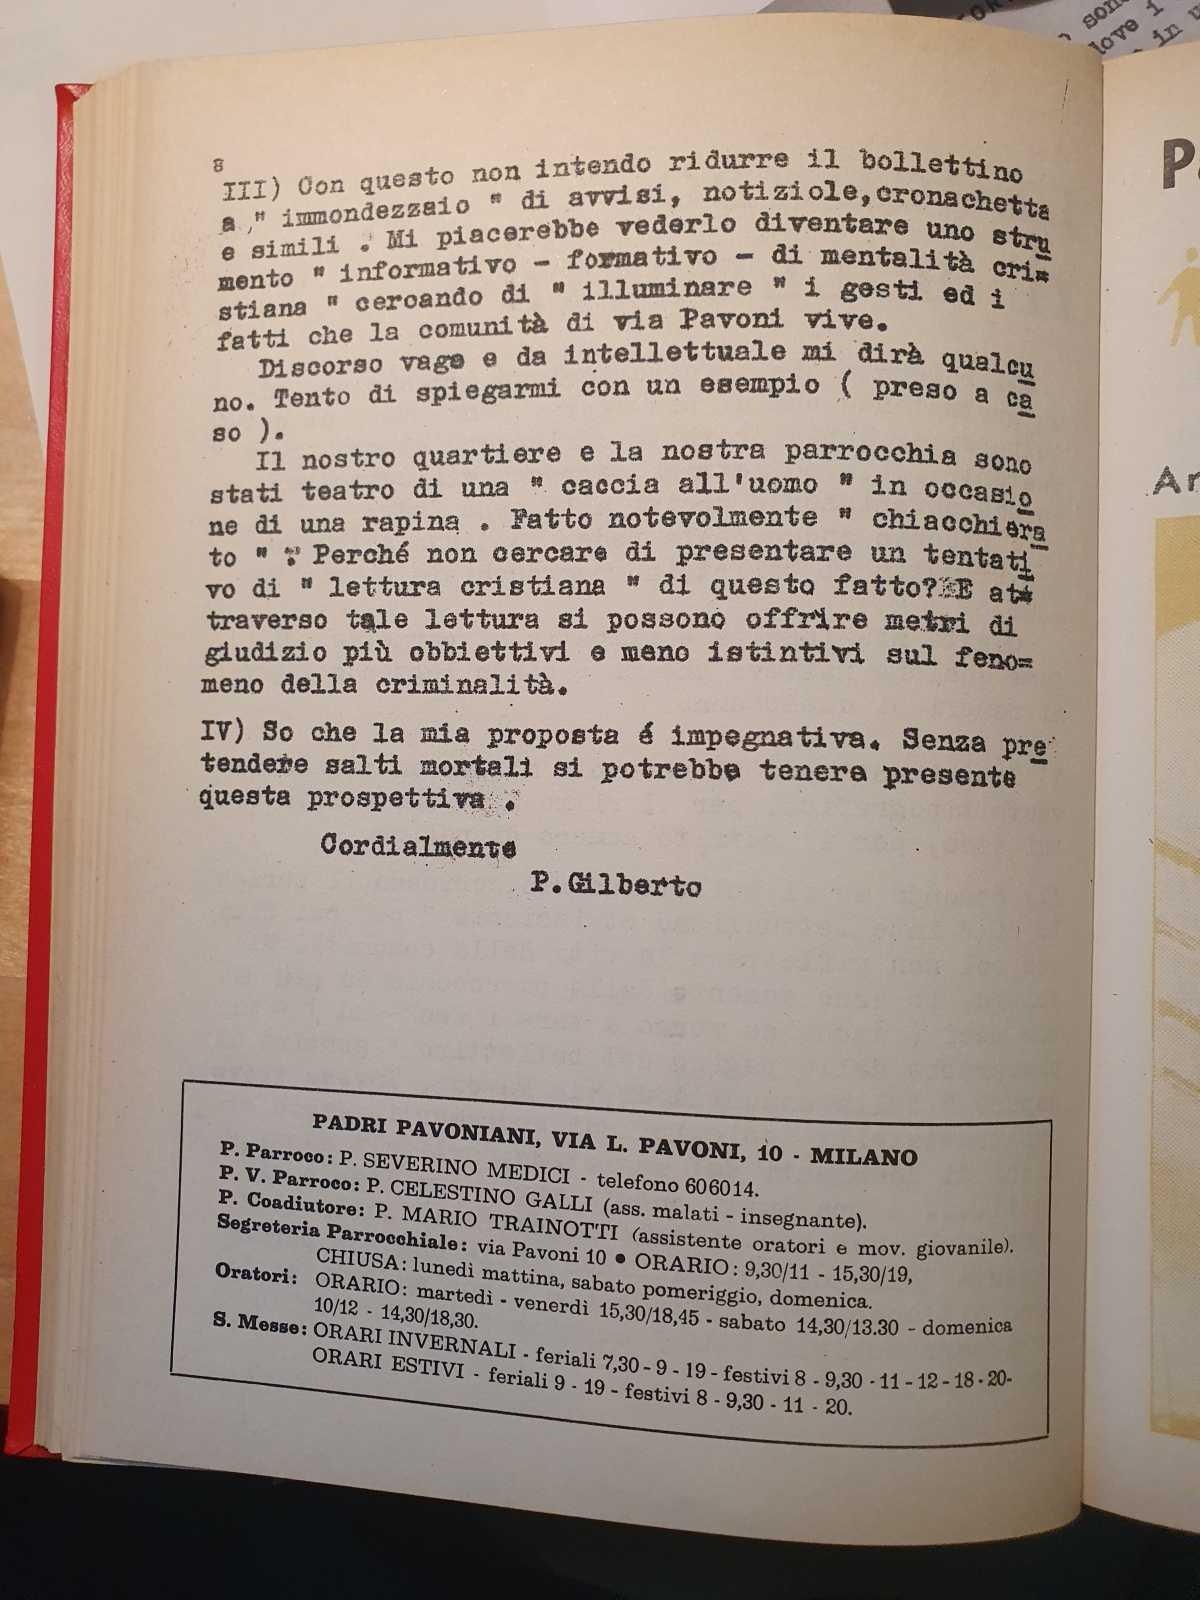 8
III) Con questo non intendo ridurre il bollettino
a " immondezzaio " di avvisi, notiziole,cronachetta
e simili . Mi piacerebbe vederlo diventare uno stru
mento " informativo - formativo - di mentalità cri=
stiana " cercando di " illuminare " i gesti ed i
fatti che la comunità di via Pavoni vive.
Discorso vago e da intellettuale mi dirà qualcu
no. Tento di spiegarmi con un esempio ( preso a ca
so ).
Il nostro quartiere e la nostra parrocchia sono
stati teatro di una " caccia all'uomo " in occasio
ne di una rapina . Fatto notevolmente " chiacchiera
to " . Perché non cercare di presentare un tentati
vo di " lettura cristiana " di questo fatto? E at=
traverso tale lettura si possono offrire metri di
giudizio più obbiettivi e meno istintivi sul feno=
meno della criminalità.
IV) So che la mia proposta é impegnativa. Senza pre
tendere salti mortali si potrebbe tenere presente
questa prospettiva .
Cordialmente
P.Gilberto
PADRI PAVONIANI, VIA L. PAVONI, 10 - MILANO
P. Parroco: P. SEVERINO MEDICI - telefono 606014.
P. V. Parroco: P. CELESTINO GALLI (ass. malati - insegnante).
P. Coadiutore: P. MARIO TRAINOTTI (assistente oratori e mov. giovanile).
Segreteria Parrocchiale: via Pavoni 10 • ORARIO: 9,30/11 - 15,30/19,
CHIUSA: lunedì mattina, sabato pomeriggio, domenica.
Oratori: ORARIO: martedì - venerdì 15,30/18,45 - sabato 14,30/13.30 - domenica
10/12 - 14,30/18,30.
S. Messe: ORARI INVERNALI - feriali 7,30 - 9 - 19 - festivi 8 - 9,30 - 11 - 12 - 18 - 20-
ORARI ESTIVI - feriali 9 - 19 - festivi 8 - 9,30 - 11 - 20.